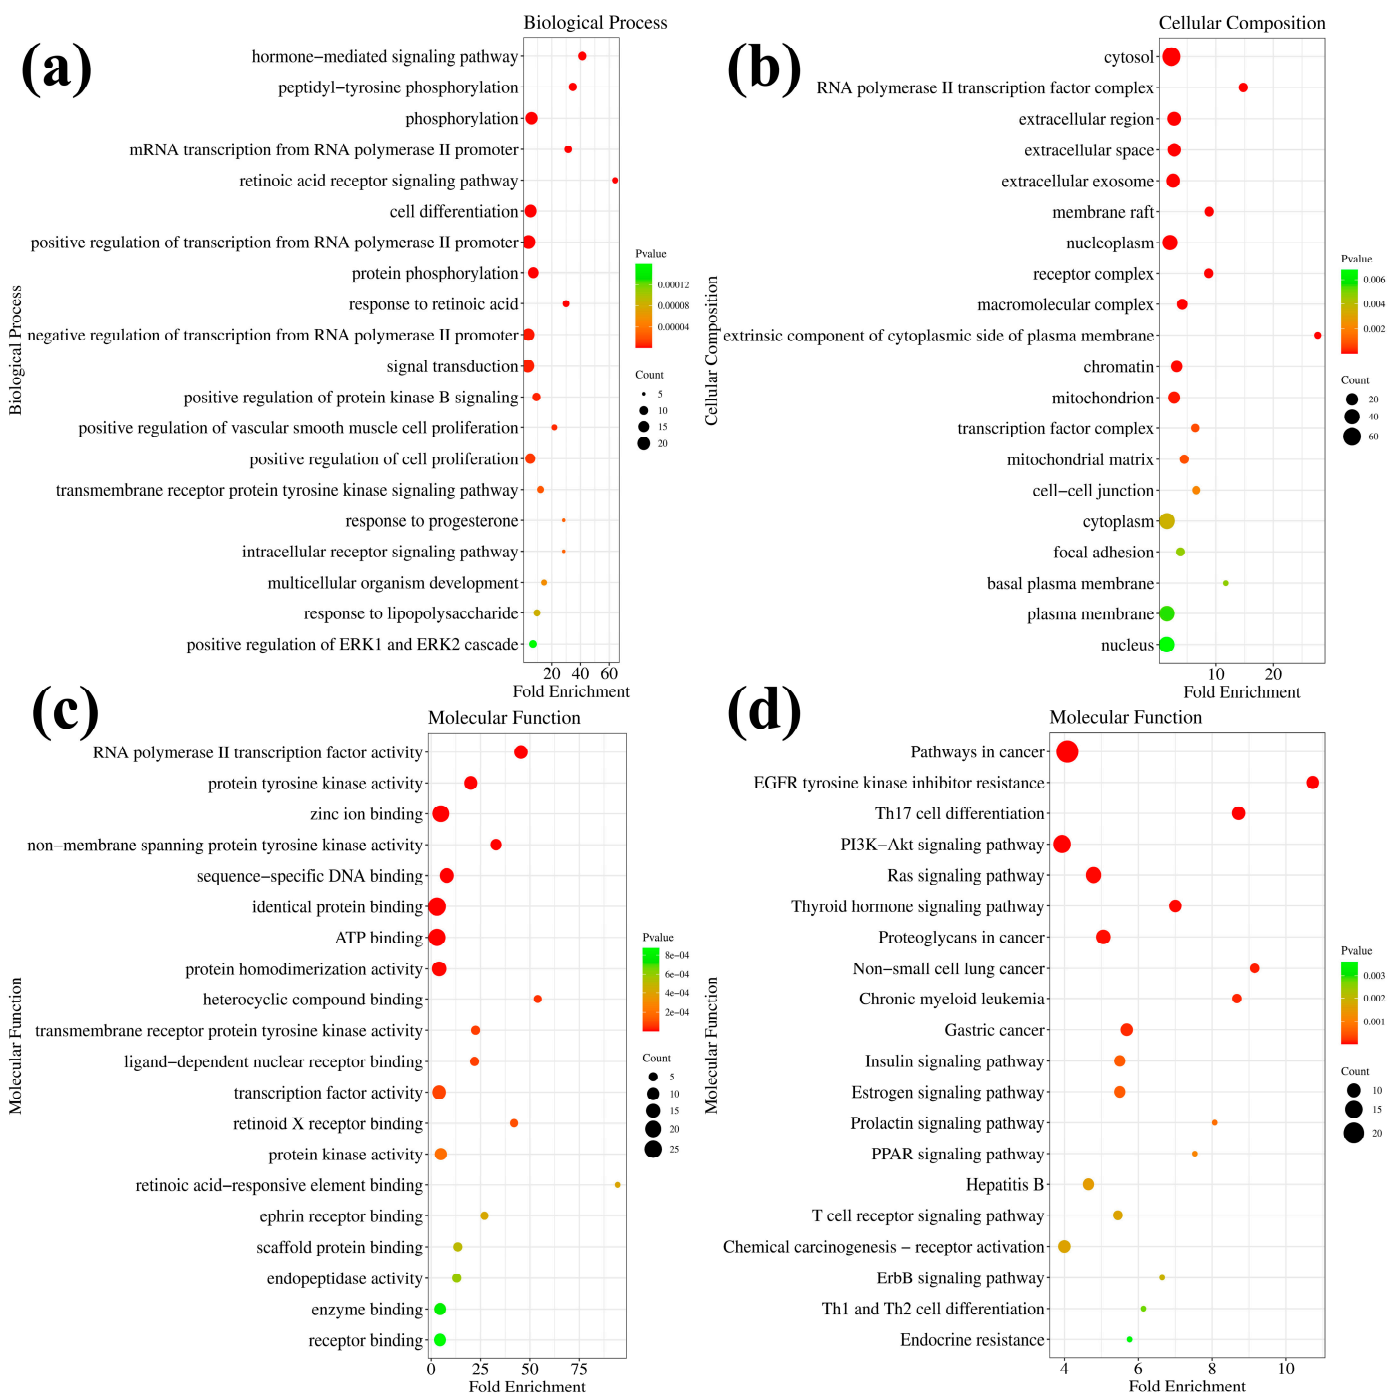 (a)
Biological Process
hormone−mediated signaling pathway
peptidyl−tyrosine phosphorylation
phosphorylation
mRNA transcription from RNA polymerase II promoter
retinoic acid receptor signaling pathway
cell differentiation
positive regulation of transcription from RNA polymerase II promoter
protein phosphorylation
response to retinoic acid
negative regulation of transcription from RNA polymerase II promoter
signal transduction
positive regulation of protein kinase B signaling
positive regulation of vascular smooth muscle cell proliferation
positive regulation of cell proliferation
transmembrane receptor protein tyrosine kinase signaling pathway
response to progesterone
intracellular receptor signaling pathway
multicellular organism development
response to lipopolysaccharide
positive regulation of ERK1 and ERK2 cascade
Biological Process
20 40 60
Fold Enrichment
Pvalue
0.00012
0.00008
0.00004
Count
5
10
15
20
(b)
Cellular Composition
cytosol
RNA polymerase II transcription factor complex
extracellular region
extracellular space
extracellular exosome
membrane raft
nucleoplasm
receptor complex
macromolecular complex
extrinsic component of cytoplasmic side of plasma membrane
chromatin
mitochondrion
transcription factor complex
mitochondrial matrix
cell−cell junction
cytoplasm
focal adhesion
basal plasma membrane
plasma membrane
nucleus
Cellular Composition
10 20
Fold Enrichment
Pvalue
0.006
0.004
0.002
Count
20
40
60
(c)
Molecular Function
RNA polymerase II transcription factor activity
protein tyrosine kinase activity
zinc ion binding
non−membrane spanning protein tyrosine kinase activity
sequence−specific DNA binding
identical protein binding
ATP binding
protein homodimerization activity
heterocyclic compound binding
transmembrane receptor protein tyrosine kinase activity
ligand−dependent nuclear receptor binding
transcription factor activity
retinoid X receptor binding
protein kinase activity
retinoic acid−responsive element binding
ephrin receptor binding
scaffold protein binding
endopeptidase activity
enzyme binding
receptor binding
Molecular Function
0 25 50 75
Fold Enrichment
Pvalue
8e−04
6e−04
4e−04
2e−04
Count
5
10
15
20
25
(d)
Molecular Function
Pathways in cancer
EGFR tyrosine kinase inhibitor resistance
Th17 cell differentiation
PI3K−Akt signaling pathway
Ras signaling pathway
Thyroid hormone signaling pathway
Proteoglycans in cancer
Non−small cell lung cancer
Chronic myeloid leukemia
Gastric cancer
Insulin signaling pathway
Estrogen signaling pathway
Prolactin signaling pathway
PPAR signaling pathway
Hepatitis B
T cell receptor signaling pathway
Chemical carcinogenesis − receptor activation
ErbB signaling pathway
Th1 and Th2 cell differentiation
Endocrine resistance
Molecular Function
4 6 8 10
Fold Enrichment
Pvalue
0.003
0.002
0.001
Count
10
15
20